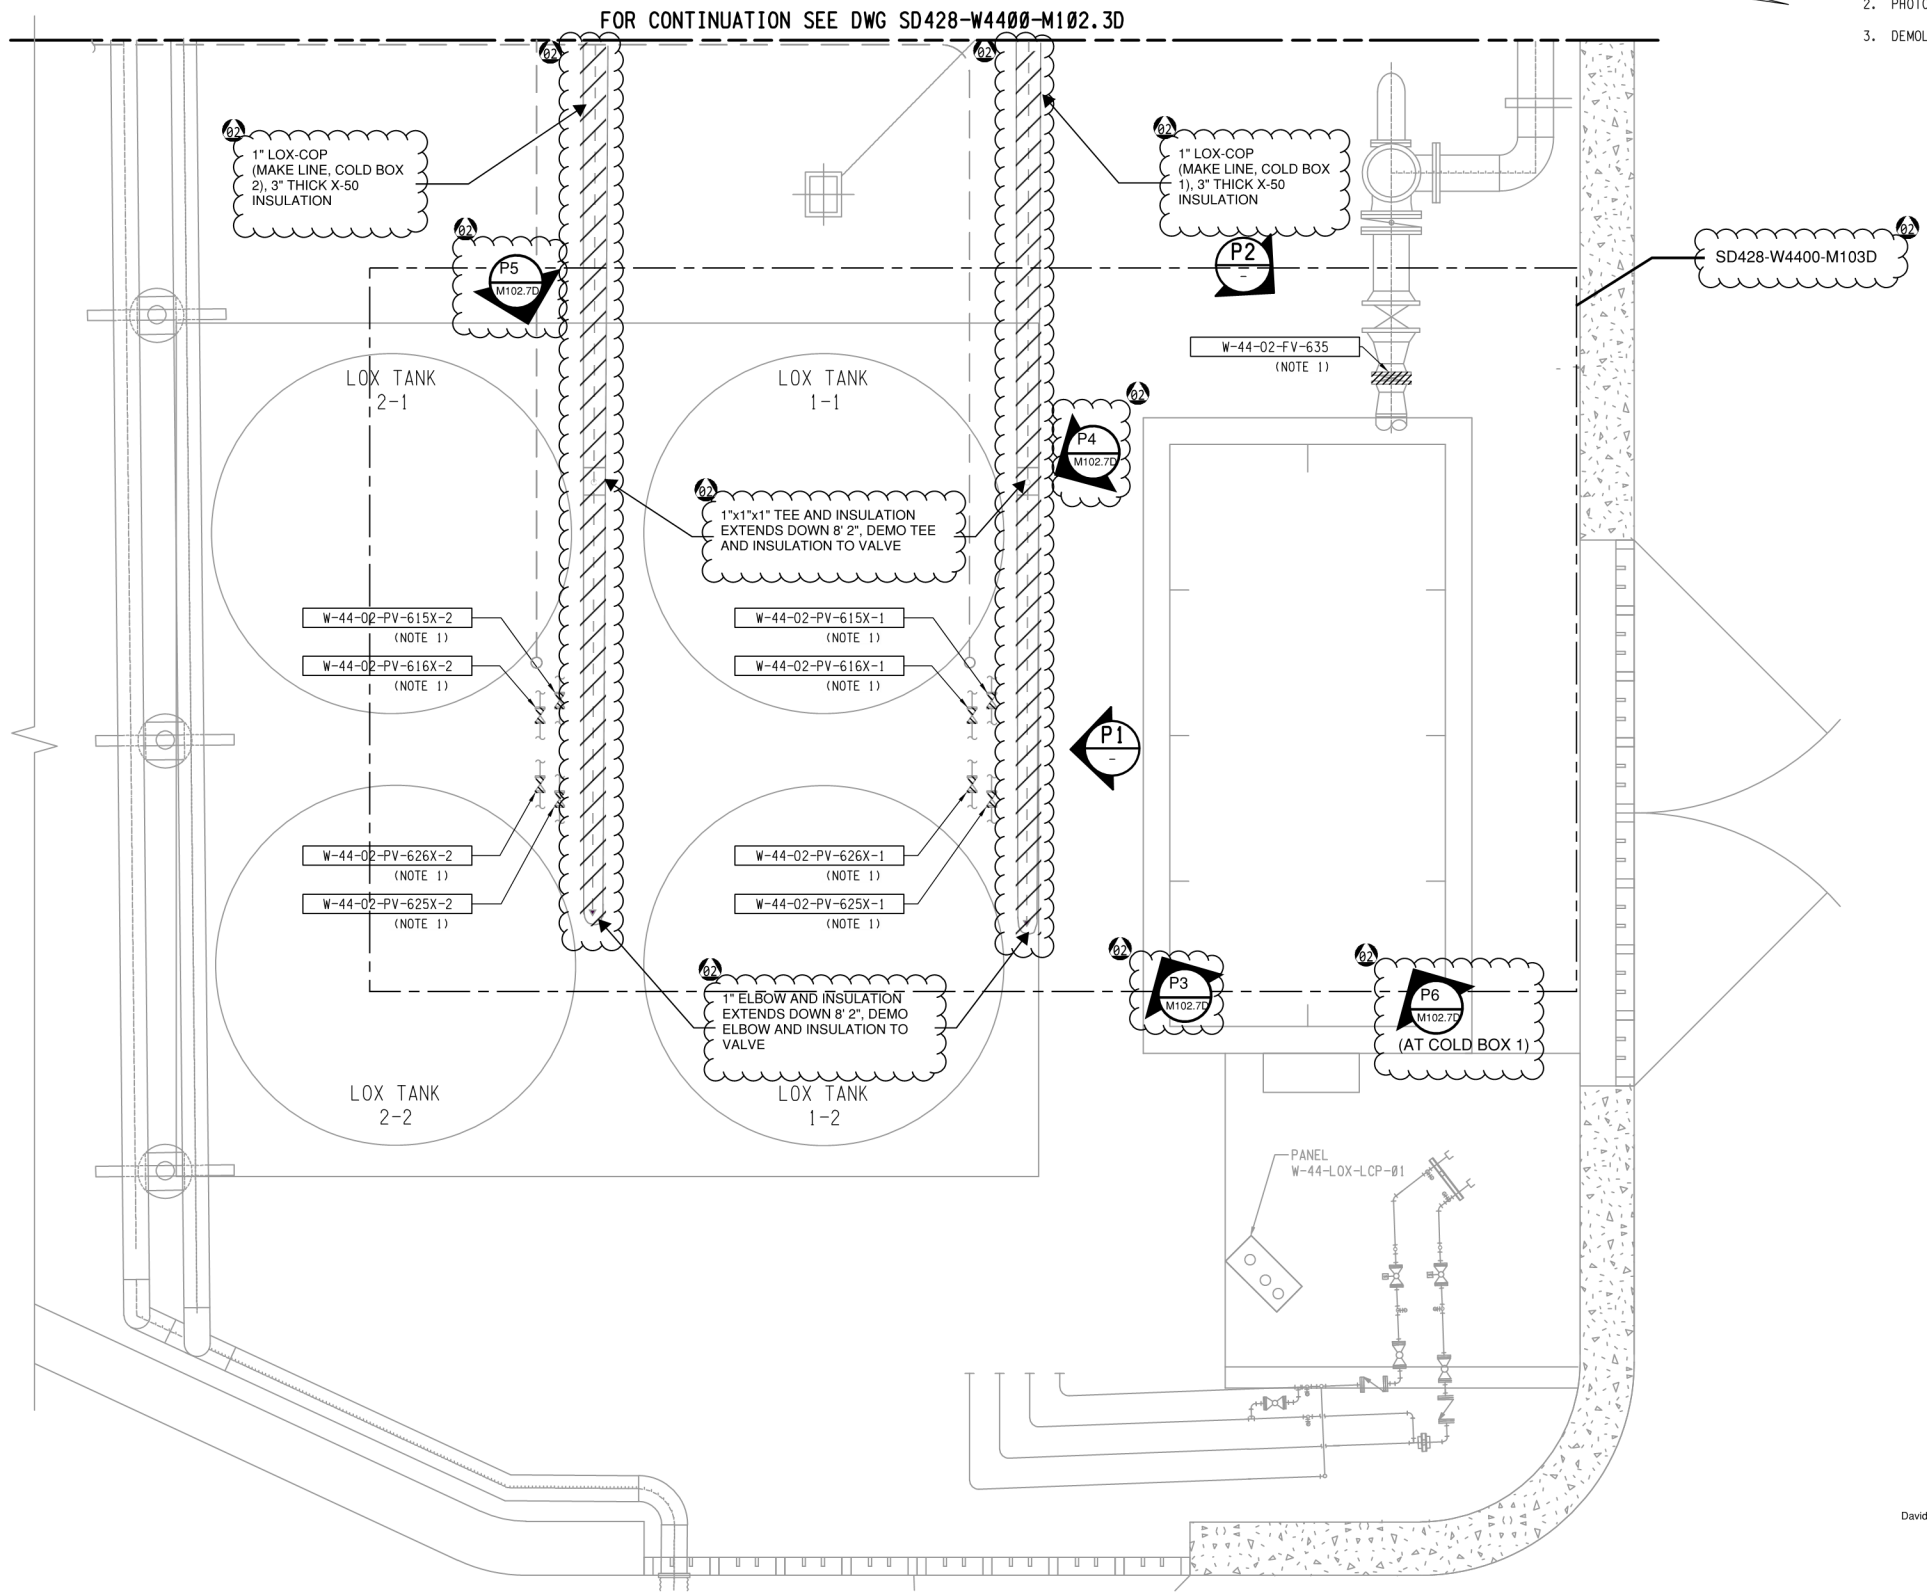 FOR CONTINUATION SEE DWG SD428-W4400-M102.3D
2. PHOTO
3. DEMOL
02
02
02
1" LOX-COP
(MAKE LINE, COLD BOX
2), 3" THICK X-50
INSULATION
02
1" LOX-COP
(MAKE LINE, COLD BOX
1), 3" THICK X-50
INSULATION
02
P5
M102.7D
P2
-
02
SD428-W4400-M103D
W-44-02-FV-635
(NOTE 1)
LOX TANK
2-1
LOX TANK
1-1
02
P4
M102.7D
02
1"x1"x1" TEE AND INSULATION
EXTENDS DOWN 8' 2", DEMO TEE
AND INSULATION TO VALVE
W-44-02-PV-615X-2
(NOTE 1)
W-44-02-PV-616X-2
(NOTE 1)
W-44-02-PV-615X-1
(NOTE 1)
W-44-02-PV-616X-1
(NOTE 1)
P1
-
W-44-02-PV-626X-2
(NOTE 1)
W-44-02-PV-625X-2
(NOTE 1)
W-44-02-PV-626X-1
(NOTE 1)
W-44-02-PV-625X-1
(NOTE 1)
02
1" ELBOW AND INSULATION
EXTENDS DOWN 8' 2", DEMO
ELBOW AND INSULATION TO
VALVE
02
P3
M102.7D
02
P6
M102.7D
(AT COLD BOX 1)
LOX TANK
2-2
LOX TANK
1-2
PANEL
W-44-LOX-LCP-01
David